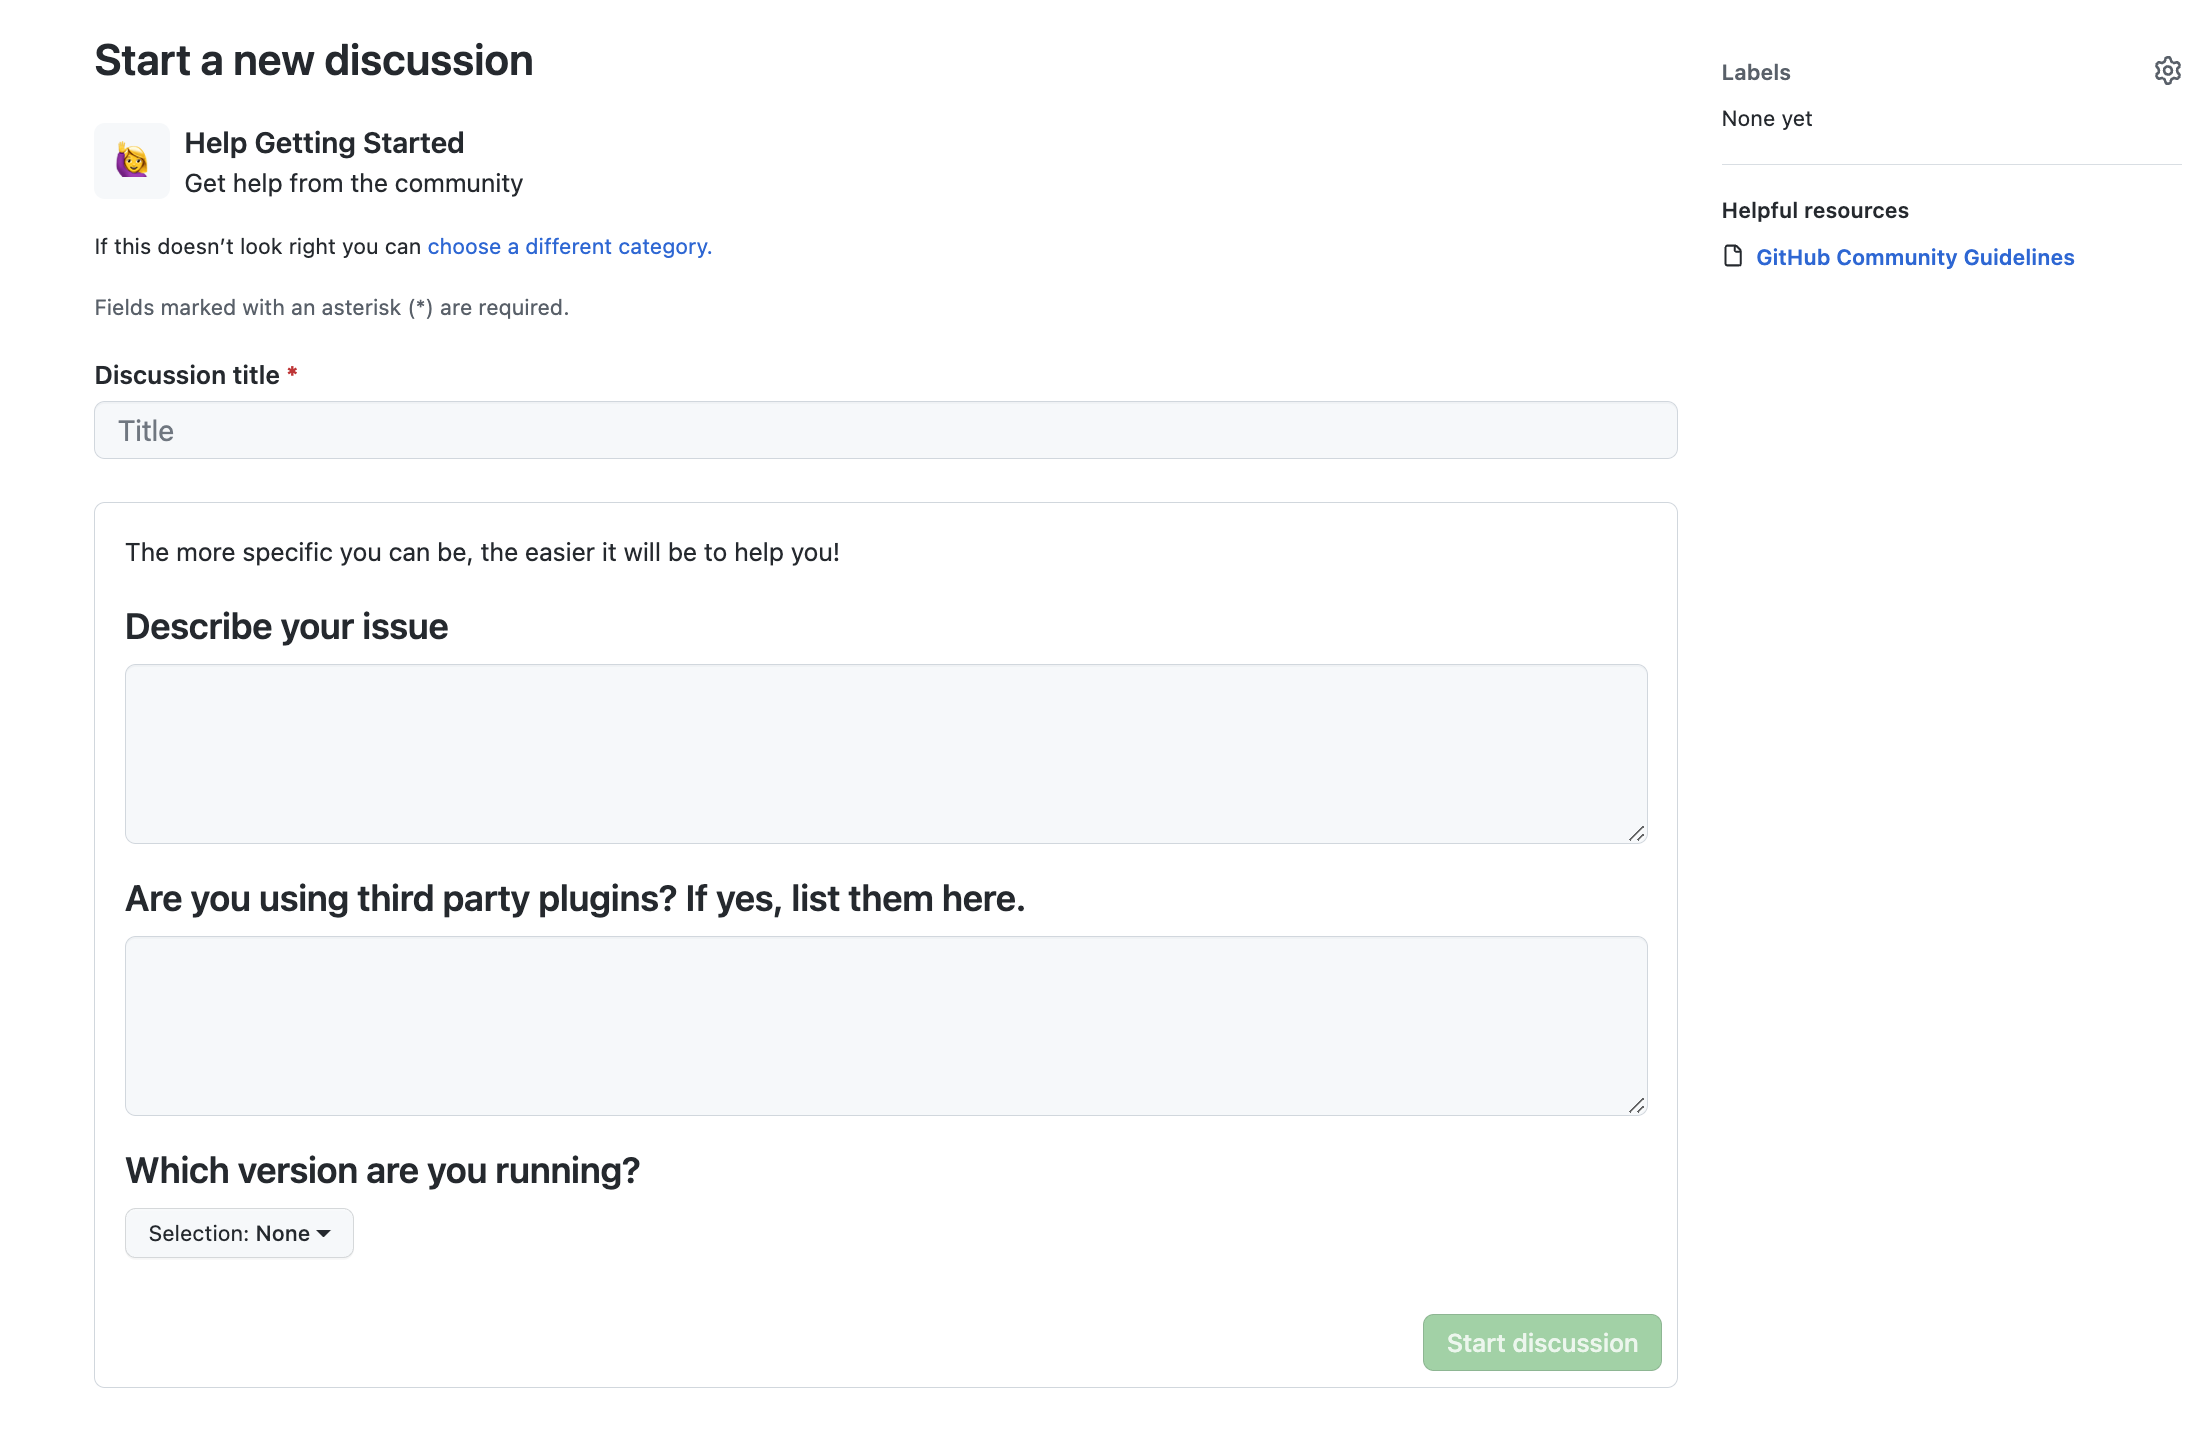 Start a new discussion
Help Getting Started
Get help from the community
If this doesn’t look right you can choose a different category.
Fields marked with an asterisk (*) are required.
Discussion title *
Title
The more specific you can be, the easier it will be to help you!
Describe your issue
Are you using third party plugins? If yes, list them here.
Which version are you running?
Selection: None
Start discussion
Labels
None yet
Helpful resources
GitHub Community Guidelines